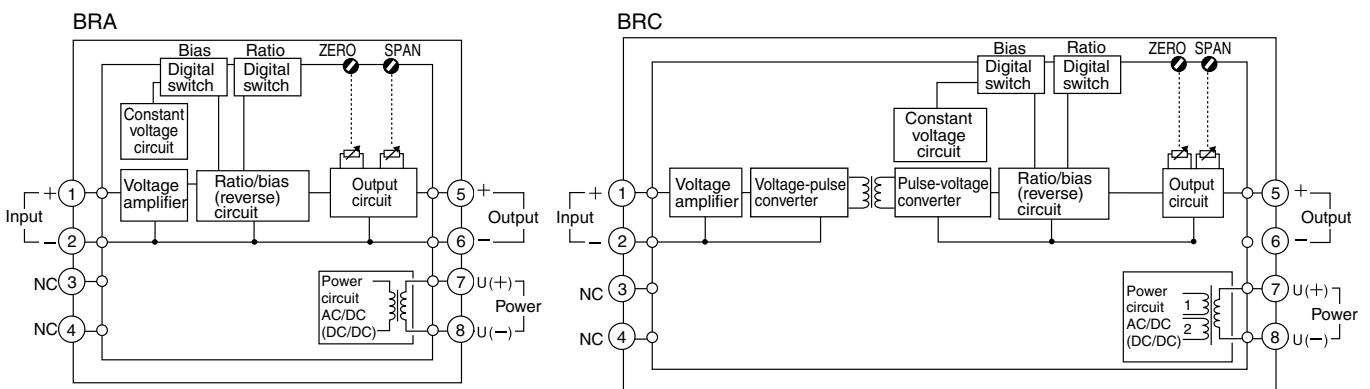 BRA
Bias
Ratio
ZERO
SPAN
Digital
switch
Digital
switch
Constant
voltage
circuit
Voltage
amplifier
Ratio/bias
(reverse)
circuit
Output
circuit
Input
+
1
−
2
NC
3
NC
4
5
+
Output
6
−
Power
circuit
AC/DC
(DC/DC)
7
U(+)
Power
8
U(−)
BRC
Bias
Ratio
ZERO
SPAN
Digital
switch
Digital
switch
Constant
voltage
circuit
Voltage
amplifier
Voltage-pulse
converter
Pulse-voltage
converter
Ratio/bias
(reverse)
circuit
Output
circuit
Input
+
1
−
2
NC
3
NC
4
5
+
Output
6
−
Power
circuit
AC/DC
(DC/DC)
1
2
7
U(+)
Power
8
U(−)